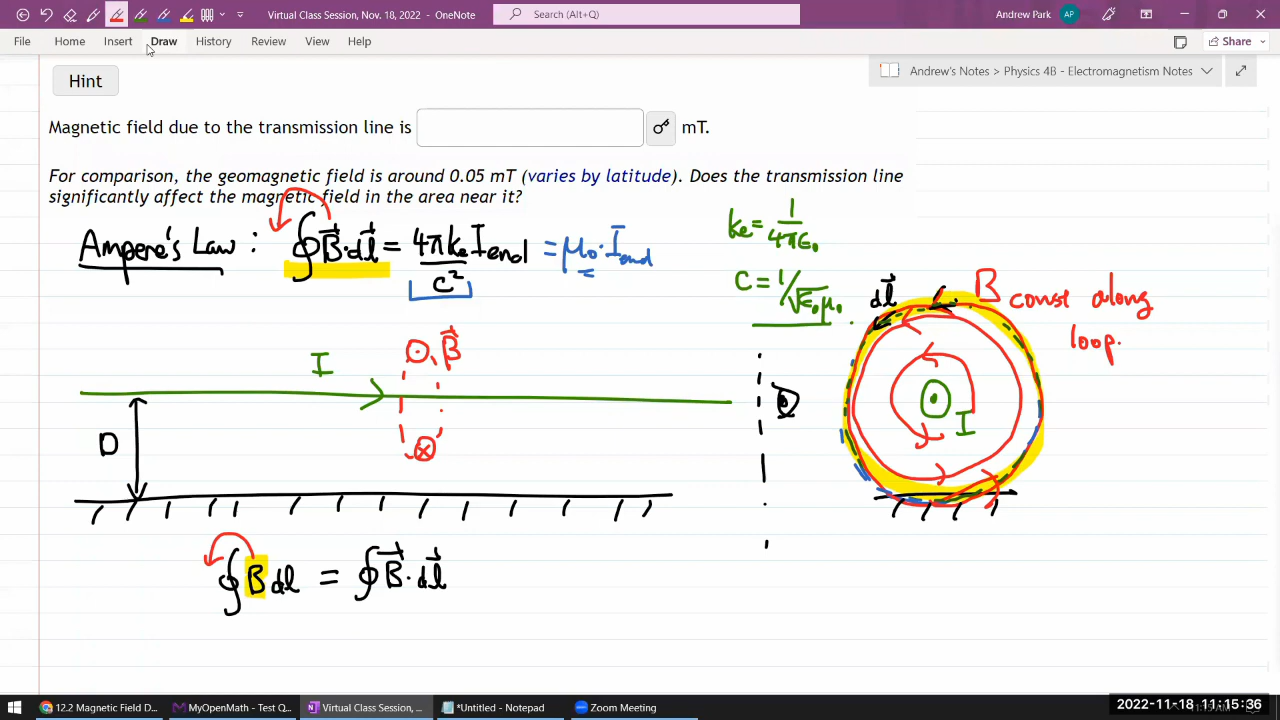 Virtual Class Session, Nov. 18, 2022 - OneNote
Search (Alt+Q)
Andrew Park
AP
File Home Insert Draw History Review View Help
Share
Andrew's Notes > Physics 4B - Electromagnetism Notes
Hint
Magnetic field due to the transmission line is mT.
For comparison, the geomagnetic field is around 0.05 mT (varies by latitude). Does the transmission line
significantly affect the magnetic field in the area near it?
Ampere's Law : ∮B⃗·dl⃗ = 4πke/c² Iencl = μ₀·Iencl
ke = 1/4πε₀
c = 1/√ε₀μ₀
dl⃗
B const along
loop.
I
⊙, B⃗
⊗
D
I
∮B dl = ∮B⃗·dl⃗
12.2 Magnetic Field D...
MyOpenMath - Test Q...
Virtual Class Session, ...
*Untitled - Notepad
Zoom Meeting
2022-11-18 11:15:36